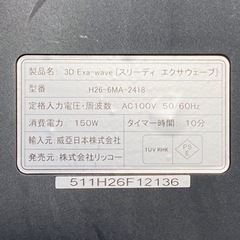 製品名: 3D Exa-wave(スリーディ エクサウェーブ)
型番 H26-6MA-2418
定格入力電圧・周波数 AC100V 50/60Hz
消費電力: 150W タイマー時間 10分
輸入元: 威亞日本株式会社
発売元: 株式会社リッコー
TUV RHK
PSE
511H26F12136